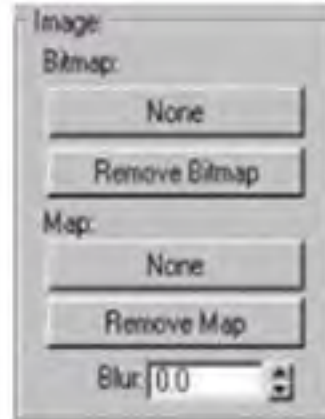 Image:
Bitmap:
None
Remove Bitmap
Map:
None
Remove Map
Blur: 0.0